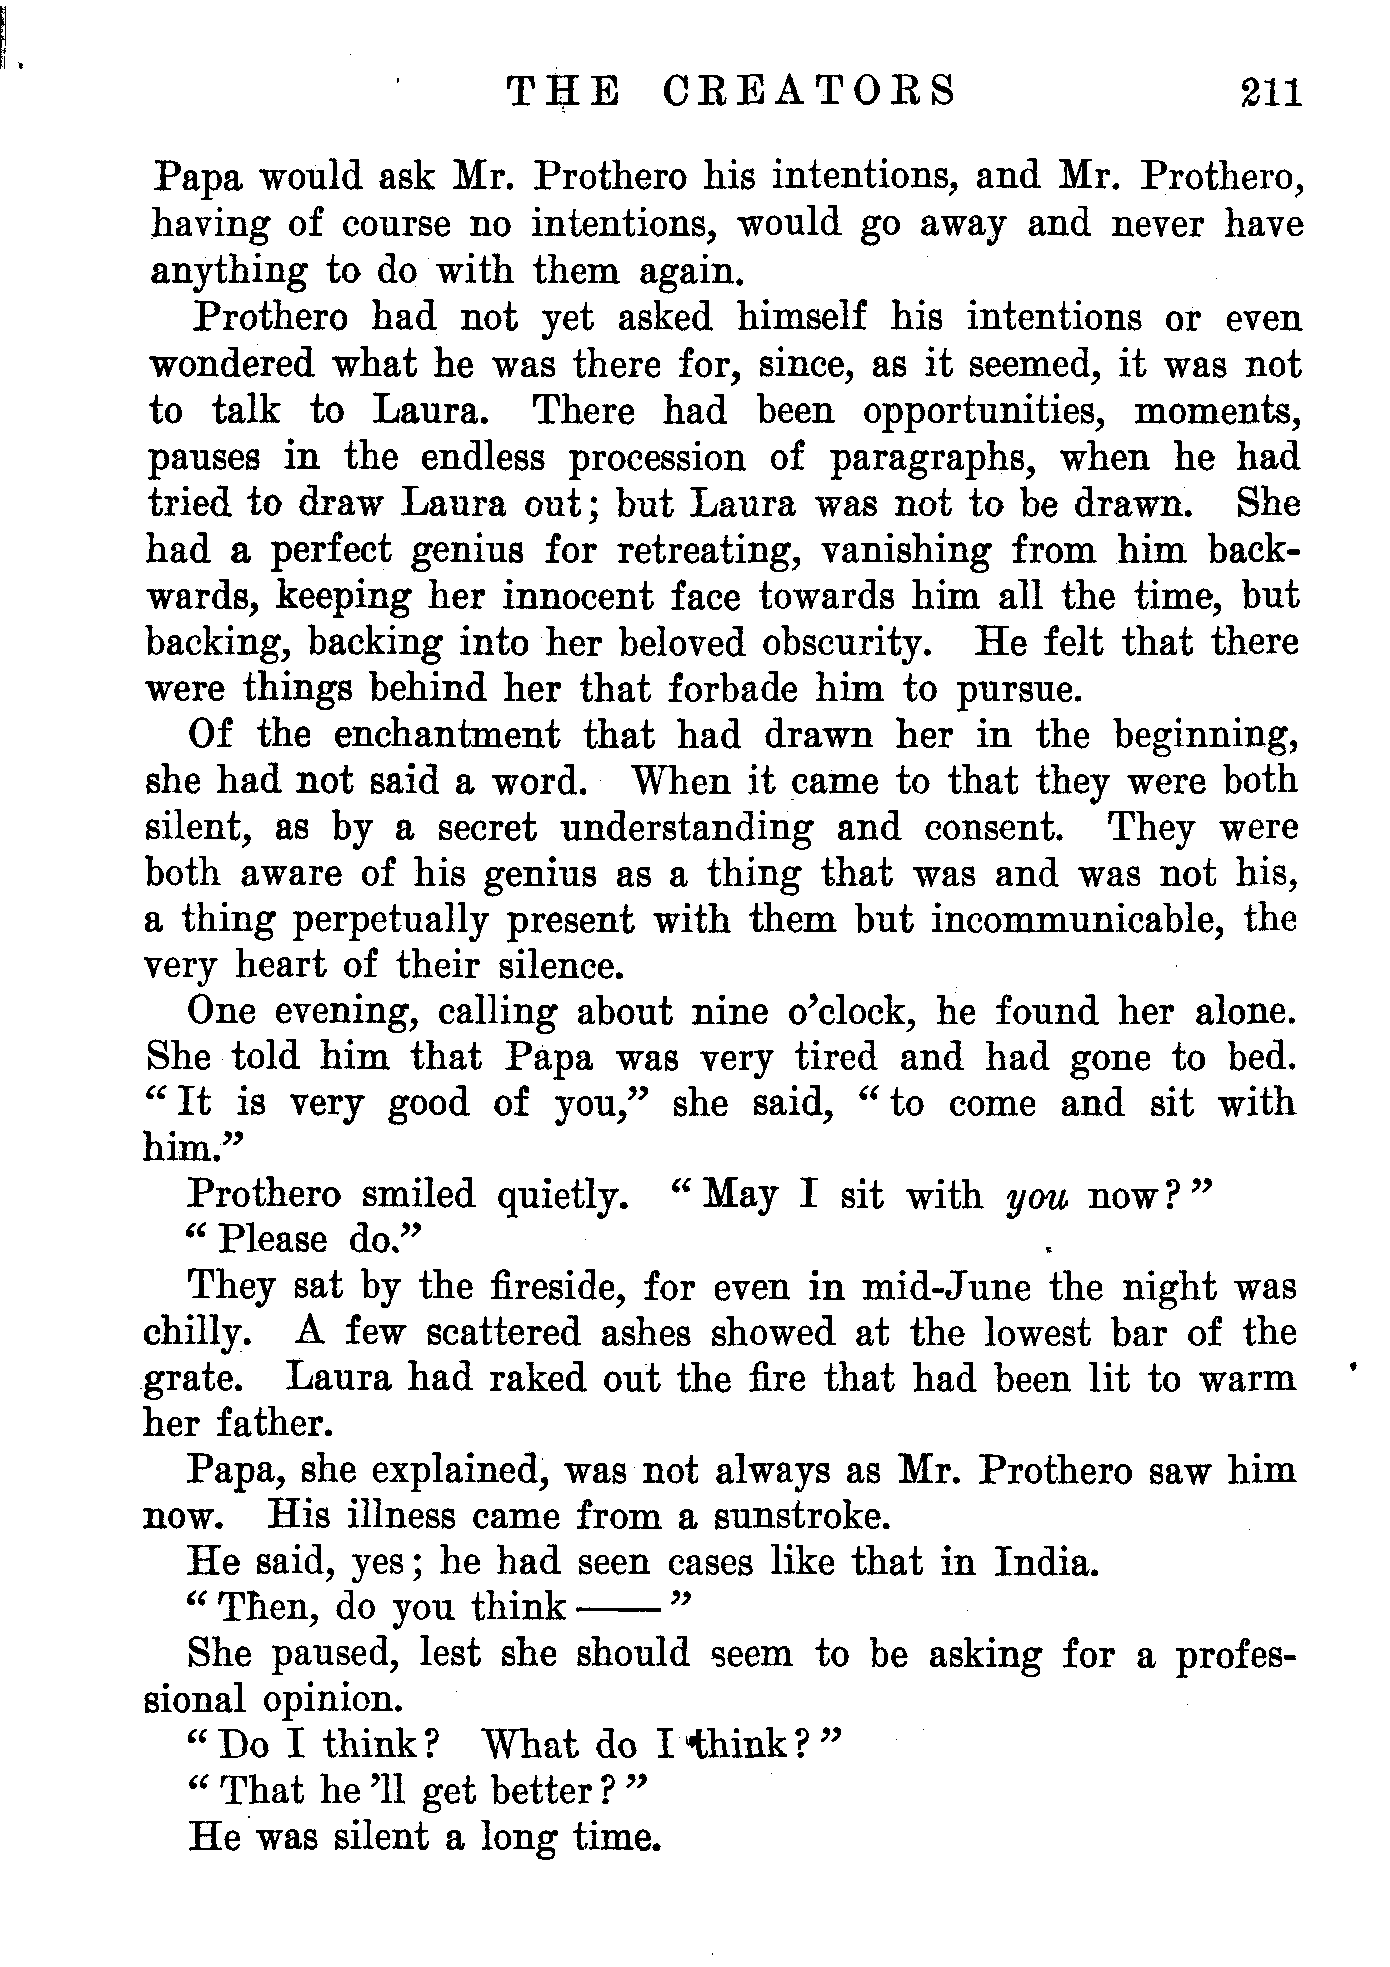 THE CREATORS 211
Papa would ask Mr. Prothero his intentions, and Mr. Prothero,
having of course no intentions, would go away and never have
anything to do with them again.
Prothero had not yet asked himself his intentions or even
wondered what he was there for, since, as it seemed, it was not
to talk to Laura. There had been opportunities, moments,
pauses in the endless procession of paragraphs, when he had
tried to draw Laura out; but Laura was not to be drawn. She
had a perfect genius for retreating, vanishing from him back-
wards, keeping her innocent face towards him all the time, but
backing, backing into her beloved obscurity. He felt that there
were things behind her that forbade him to pursue.
Of the enchantment that had drawn her in the beginning,
she had not said a word. When it came to that they were both
silent, as by a secret understanding and consent. They were
both aware of his genius as a thing that was and was not his,
a thing perpetually present with them but incommunicable, the
very heart of their silence.
One evening, calling about nine o'clock, he found her alone.
She told him that Papa was very tired and had gone to bed.
"It is very good of you," she said, "to come and sit with
him."
Prothero smiled quietly. "May I sit with you now?"
"Please do."
They sat by the fireside, for even in mid-June the night was
chilly. A few scattered ashes showed at the lowest bar of the
grate. Laura had raked out the fire that had been lit to warm
her father.
Papa, she explained, was not always as Mr. Prothero saw him
now. His illness came from a sunstroke.
He said, yes; he had seen cases like that in India.
"Then, do you think——"
She paused, lest she should seem to be asking for a profes-
sional opinion.
"Do I think? What do I think?"
"That he'll get better?"
He was silent a long time.